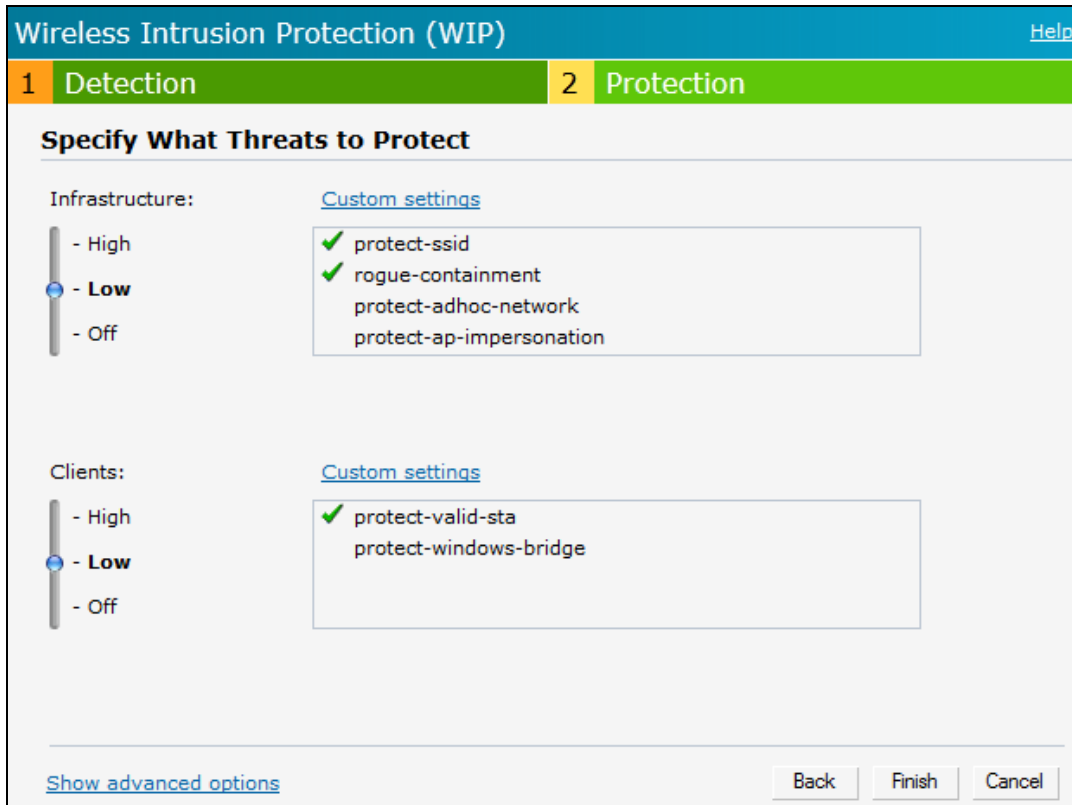 Wireless Intrusion Protection (WIP) Help
1 Detection 2 Protection
Specify What Threats to Protect
Infrastructure: Custom settings
- High
- Low
- Off
✔ protect-ssid
✔ rogue-containment
protect-adhoc-network
protect-ap-impersonation
Clients: Custom settings
- High
- Low
- Off
✔ protect-valid-sta
protect-windows-bridge
Show advanced options Back Finish Cancel